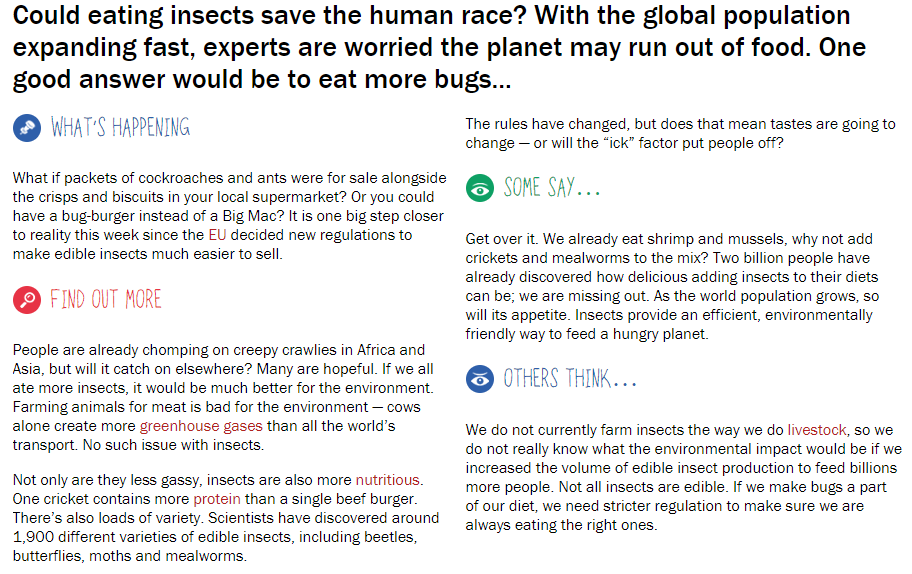 Could eating insects save the human race? With the global population
expanding fast, experts are worried the planet may run out of food. One
good answer would be to eat more bugs...
WHAT'S HAPPENING
What if packets of cockroaches and ants were for sale alongside
the crisps and biscuits in your local supermarket? Or you could
have a bug-burger instead of a Big Mac? It is one big step closer
to reality this week since the EU decided new regulations to
make edible insects much easier to sell.
FIND OUT MORE
People are already chomping on creepy crawlies in Africa and
Asia, but will it catch on elsewhere? Many are hopeful. If we all
ate more insects, it would be much better for the environment.
Farming animals for meat is bad for the environment — cows
alone create more greenhouse gases than all the world's
transport. No such issue with insects.
Not only are they less gassy, insects are also more nutritious.
One cricket contains more protein than a single beef burger.
There's also loads of variety. Scientists have discovered around
1,900 different varieties of edible insects, including beetles,
butterflies, moths and mealworms.
The rules have changed, but does that mean tastes are going to
change — or will the “ick” factor put people off?
SOME SAY...
Get over it. We already eat shrimp and mussels, why not add
crickets and mealworms to the mix? Two billion people have
already discovered how delicious adding insects to their diets
can be; we are missing out. As the world population grows, so
will its appetite. Insects provide an efficient, environmentally
friendly way to feed a hungry planet.
OTHERS THINK...
We do not currently farm insects the way we do livestock, so we
do not really know what the environmental impact would be if we
increased the volume of edible insect production to feed billions
more people. Not all insects are edible. If we make bugs a part
of our diet, we need stricter regulation to make sure we are
always eating the right ones.